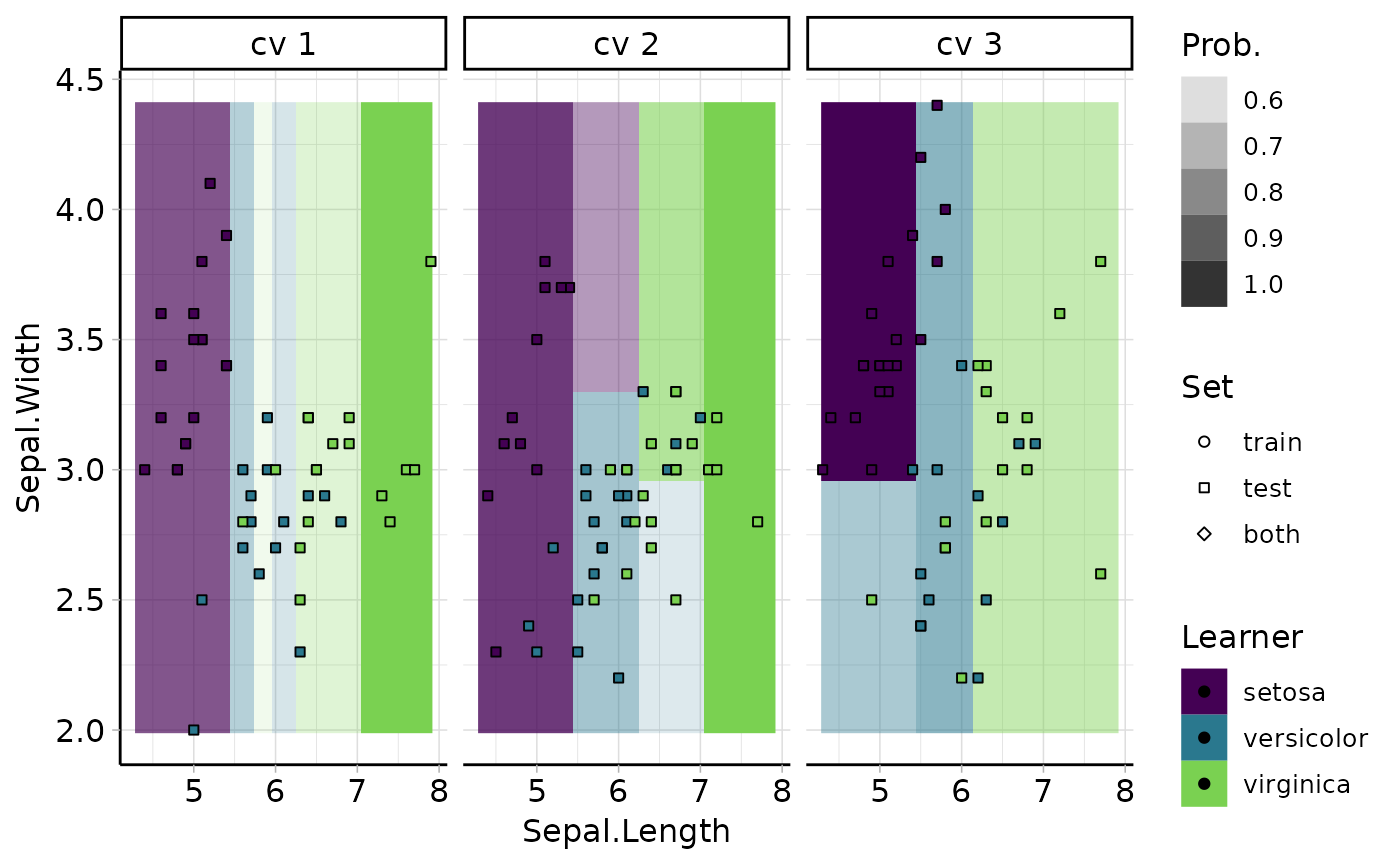 cv 1
cv 2
cv 3
4.5
4.0
3.5
3.0
2.5
2.0
Sepal.Width
5 6 7 8
5 6 7 8
5 6 7 8
Sepal.Length
Prob.
0.6
0.7
0.8
0.9
1.0
Set
train
test
both
Learner
setosa
versicolor
virginica